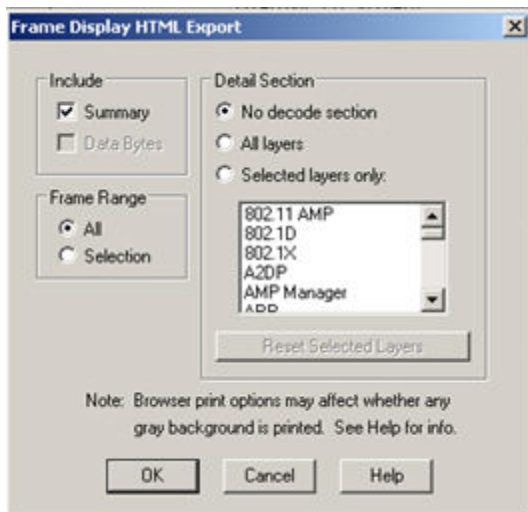 Frame Display HTML Export
Include
Summary
Data Bytes
Frame Range
All
Selection
Detail Section
No decode section
All layers
Selected layers only:
802.11 AMP
802.1D
802.1X
A2DP
AMP Manager
Reset Selected Layers
Note: Browser print options may affect whether any
gray background is printed. See Help for info.
OK
Cancel
Help